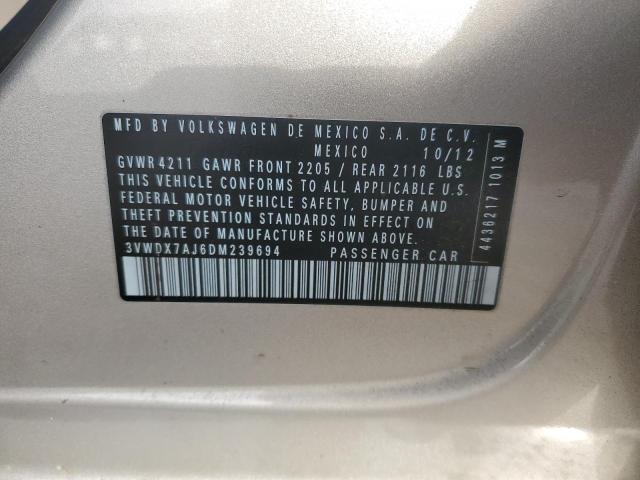 MFD BY VOLKSWAGEN DE MEXICO S.A. DE C.V.
MEXICO 10/12
GVWR 4211 GAWR FRONT 2205 / REAR 2116 LBS
THIS VEHICLE CONFORMS TO ALL APPLICABLE U.S.
FEDERAL MOTOR VEHICLE SAFETY, BUMPER AND
THEFT PREVENTION STANDARDS IN EFFECT ON
THE DATE OF MANUFACTURE SHOWN ABOVE.
3VWDX7AJ6DM239694 PASSENGER CAR
4436217 1013 M